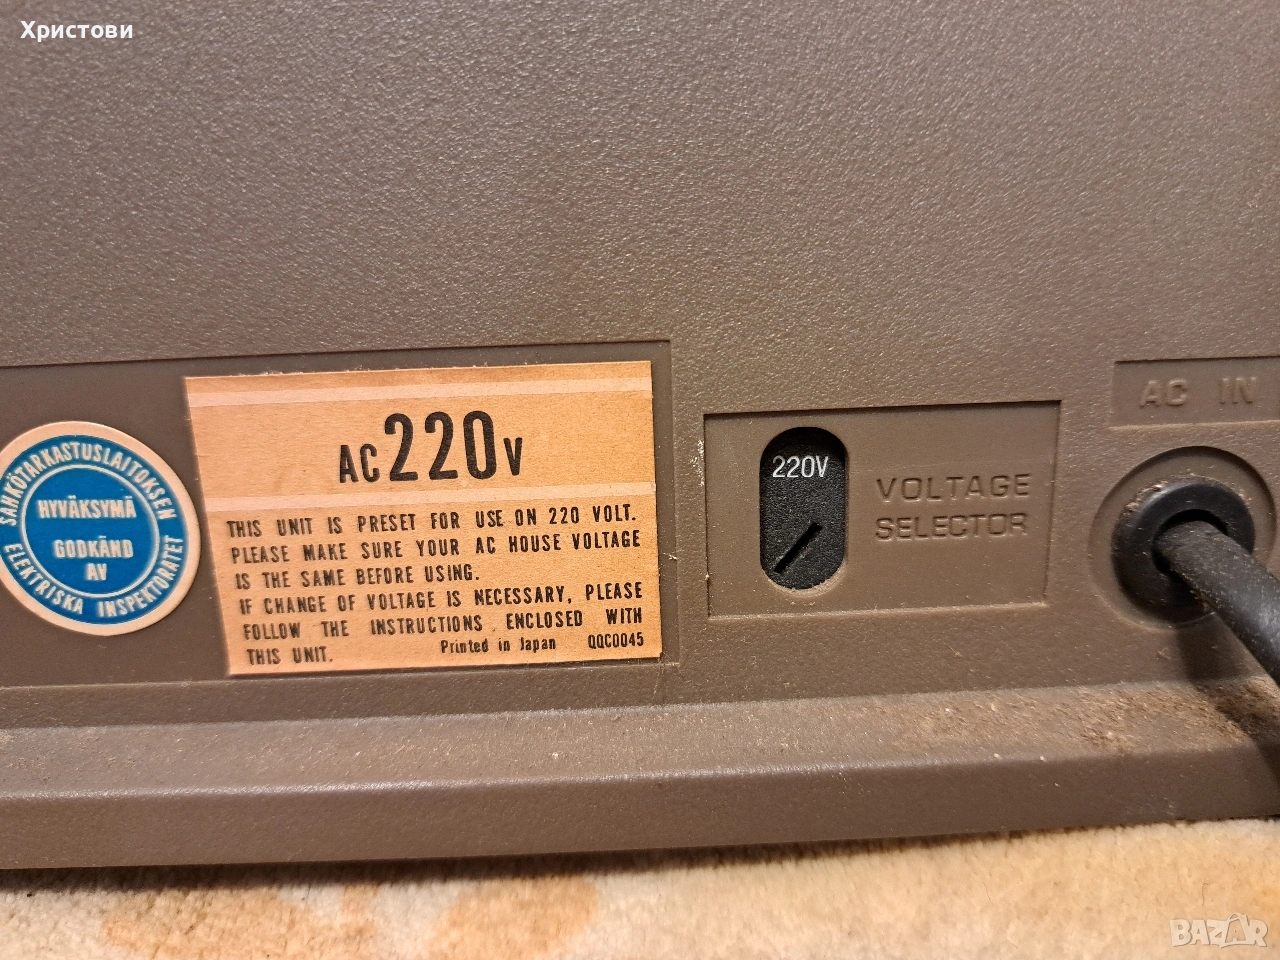 Христови
SÄHKÖTARKASTUSLAITOKSEN
HYVÄKSYMÄ
GODKÄND
AV
ELEKTRISKA INSPEKTORATET
AC 220V
THIS UNIT IS PRESET FOR USE ON 220 VOLT.
PLEASE MAKE SURE YOUR AC HOUSE VOLTAGE
IS THE SAME BEFORE USING.
IF CHANGE OF VOLTAGE IS NECESSARY, PLEASE
FOLLOW THE INSTRUCTIONS ENCLOSED WITH
THIS UNIT.
Printed in Japan QQC0045
220V
VOLTAGE
SELECTOR
AC IN
BAZAR